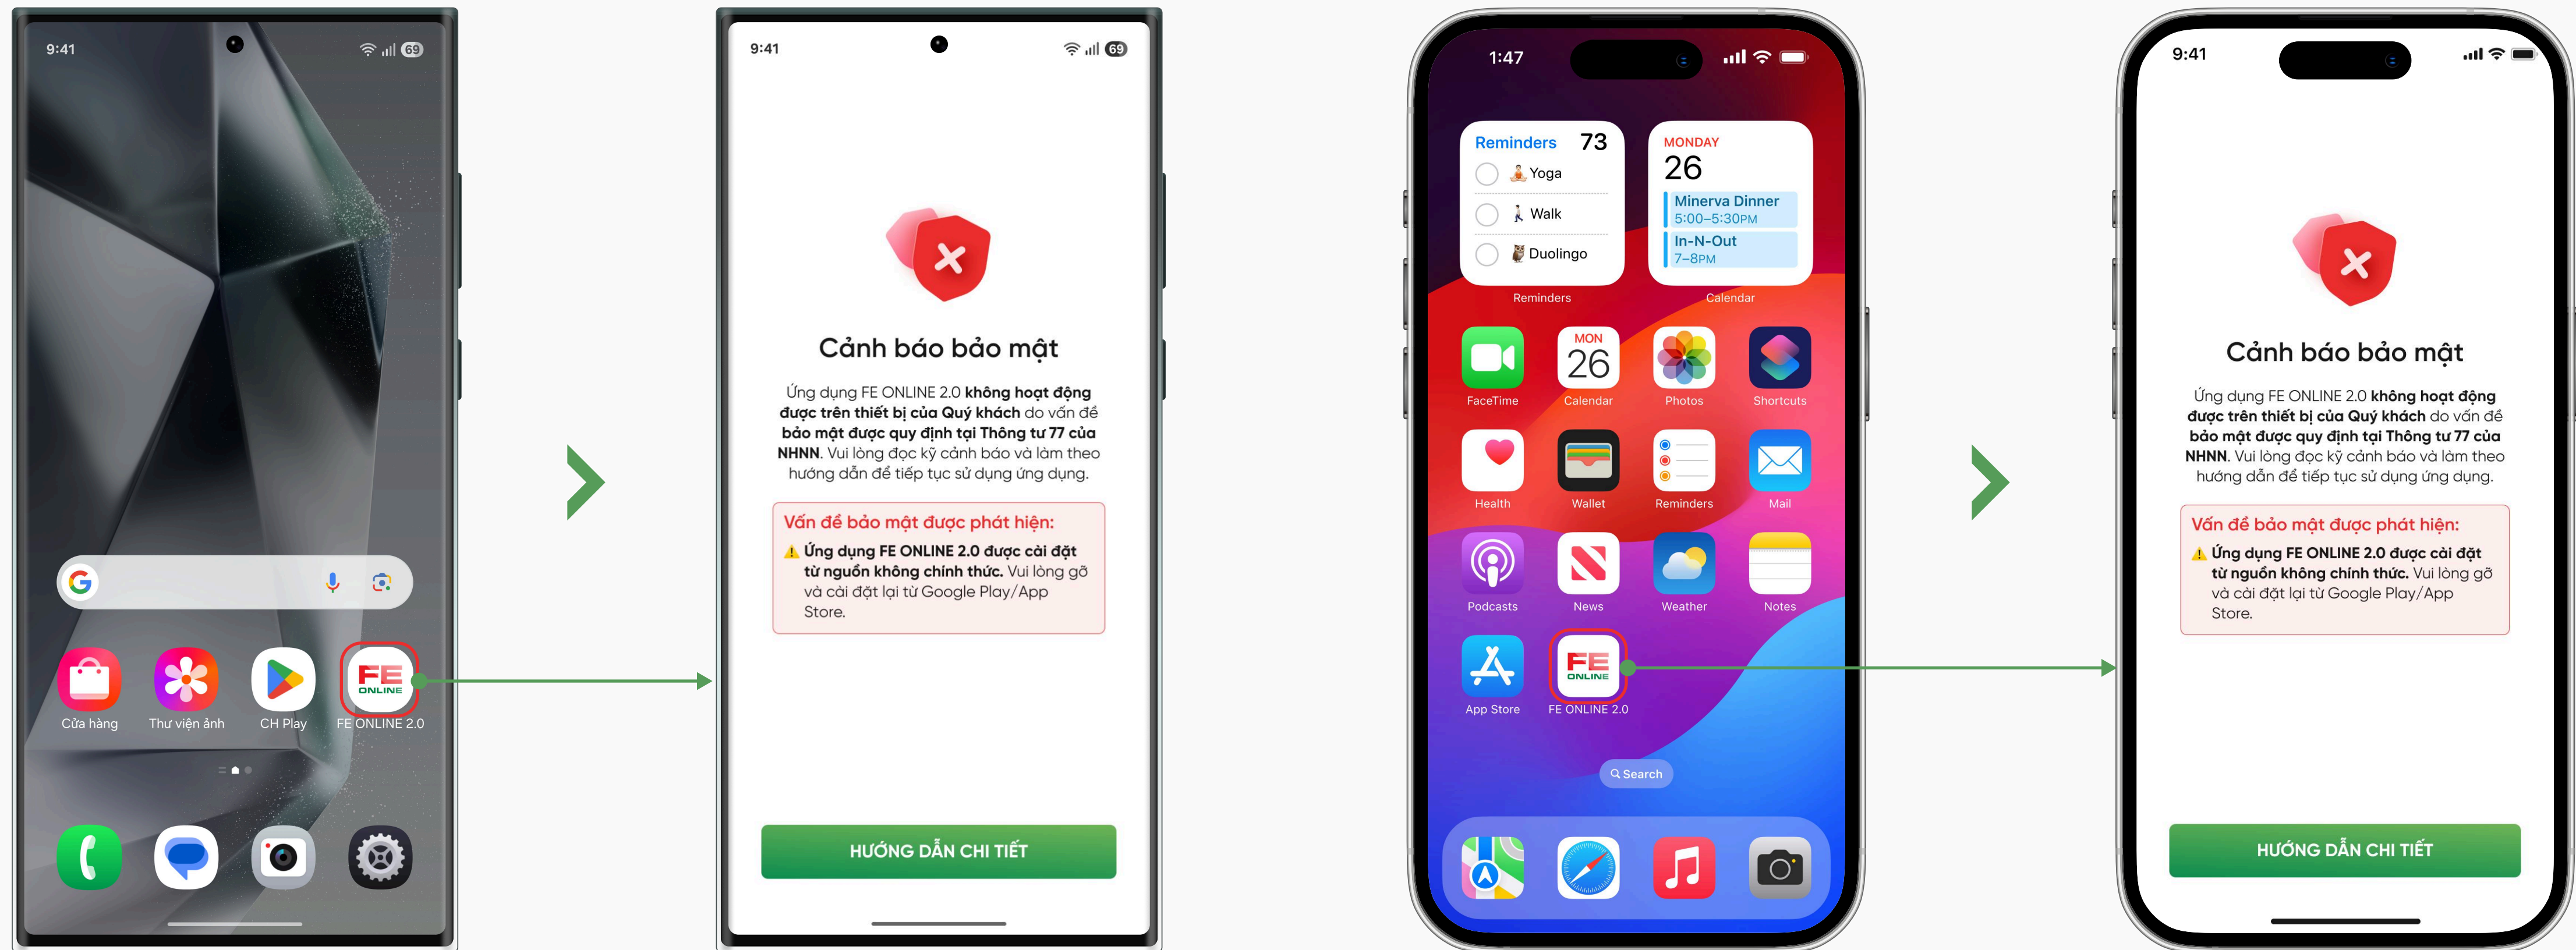 9:41
69
Cửa hàng
Thư viện ảnh
CH Play
FE
ONLINE
FE ONLINE 2.0
9:41
69
Cảnh báo bảo mật
Ứng dụng FE ONLINE 2.0 không hoạt động
được trên thiết bị của Quý khách do vấn đề
bảo mật được quy định tại Thông tư 77 của
NHNN. Vui lòng đọc kỹ cảnh báo và làm theo
hướng dẫn để tiếp tục sử dụng ứng dụng.
Vấn đề bảo mật được phát hiện:
Ứng dụng FE ONLINE 2.0 được cài đặt
từ nguồn không chính thức. Vui lòng gỡ
và cài đặt lại từ Google Play/App
Store.
HƯỚNG DẪN CHI TIẾT
1:47
Reminders 73
Yoga
Walk
Duolingo
Reminders
MONDAY
26
Minerva Dinner
5:00–5:30PM
In-N-Out
7–8PM
Calendar
FaceTime
MON
26
Calendar
Photos
Shortcuts
Health
Wallet
Reminders
Mail
Podcasts
News
Weather
Notes
App Store
FE
ONLINE
FE ONLINE 2.0
Search
9:41
Cảnh báo bảo mật
Ứng dụng FE ONLINE 2.0 không hoạt động
được trên thiết bị của Quý khách do vấn đề
bảo mật được quy định tại Thông tư 77 của
NHNN. Vui lòng đọc kỹ cảnh báo và làm theo
hướng dẫn để tiếp tục sử dụng ứng dụng.
Vấn đề bảo mật được phát hiện:
Ứng dụng FE ONLINE 2.0 được cài đặt
từ nguồn không chính thức. Vui lòng gỡ
và cài đặt lại từ Google Play/App
Store.
HƯỚNG DẪN CHI TIẾT